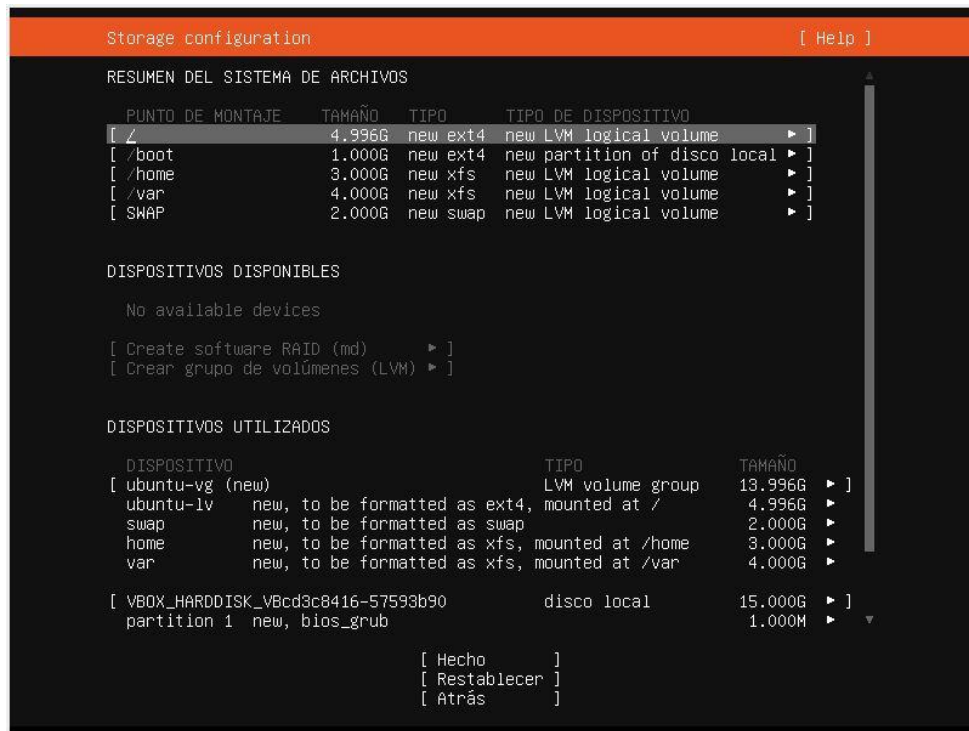 Storage configuration [ Help ]
RESUMEN DEL SISTEMA DE ARCHIVOS
PUNTO DE MONTAJE TAMAÑO TIPO TIPO DE DISPOSITIVO
[ / 4.996G new ext4 new LVM logical volume ▸ ]
[ /boot 1.000G new ext4 new partition of disco local ▸ ]
[ /home 3.000G new xfs new LVM logical volume ▸ ]
[ /var 4.000G new xfs new LVM logical volume ▸ ]
[ SWAP 2.000G new swap new LVM logical volume ▸ ]
DISPOSITIVOS DISPONIBLES
No available devices
[ Create software RAID (md) ▸ ]
[ Crear grupo de volúmenes (LVM) ▸ ]
DISPOSITIVOS UTILIZADOS
DISPOSITIVO TIPO TAMAÑO
[ ubuntu-vg (new) LVM volume group 13.996G ▸ ]
ubuntu-lv new, to be formatted as ext4, mounted at / 4.996G ▸
swap new, to be formatted as swap 2.000G ▸
home new, to be formatted as xfs, mounted at /home 3.000G ▸
var new, to be formatted as xfs, mounted at /var 4.000G ▸
[ VBOX_HARDDISK_VBcd3c8416-57593b90 disco local 15.000G ▸ ]
partition 1 new, bios_grub 1.000M ▸
[ Hecho ]
[ Restablecer ]
[ Atrás ]